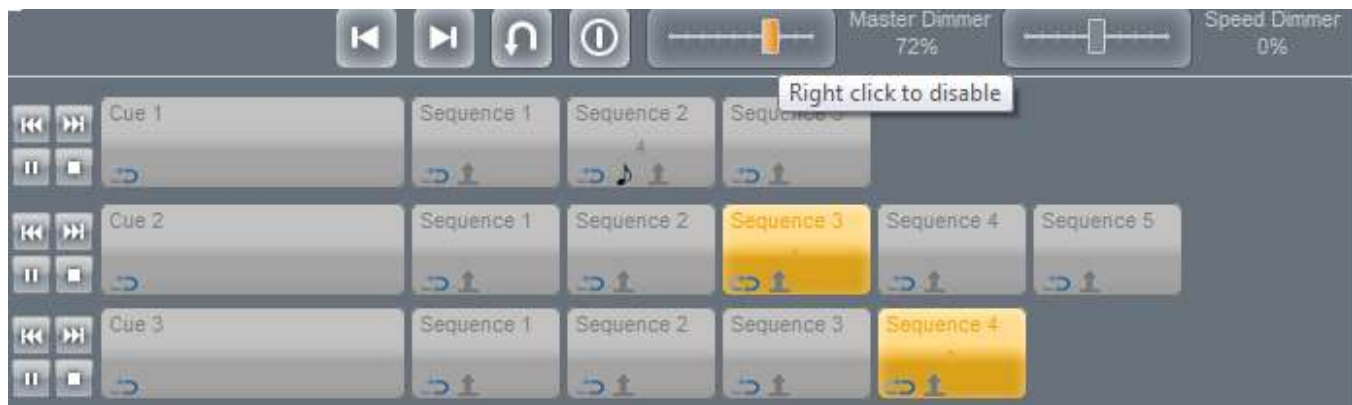 Master Dimmer
72%
Speed Dimmer
0%
Right click to disable
Cue 1
Sequence 1
Sequence 2
4
Sequence 3
Cue 2
Sequence 1
Sequence 2
Sequence 3
Sequence 4
Sequence 5
Cue 3
Sequence 1
Sequence 2
Sequence 3
Sequence 4